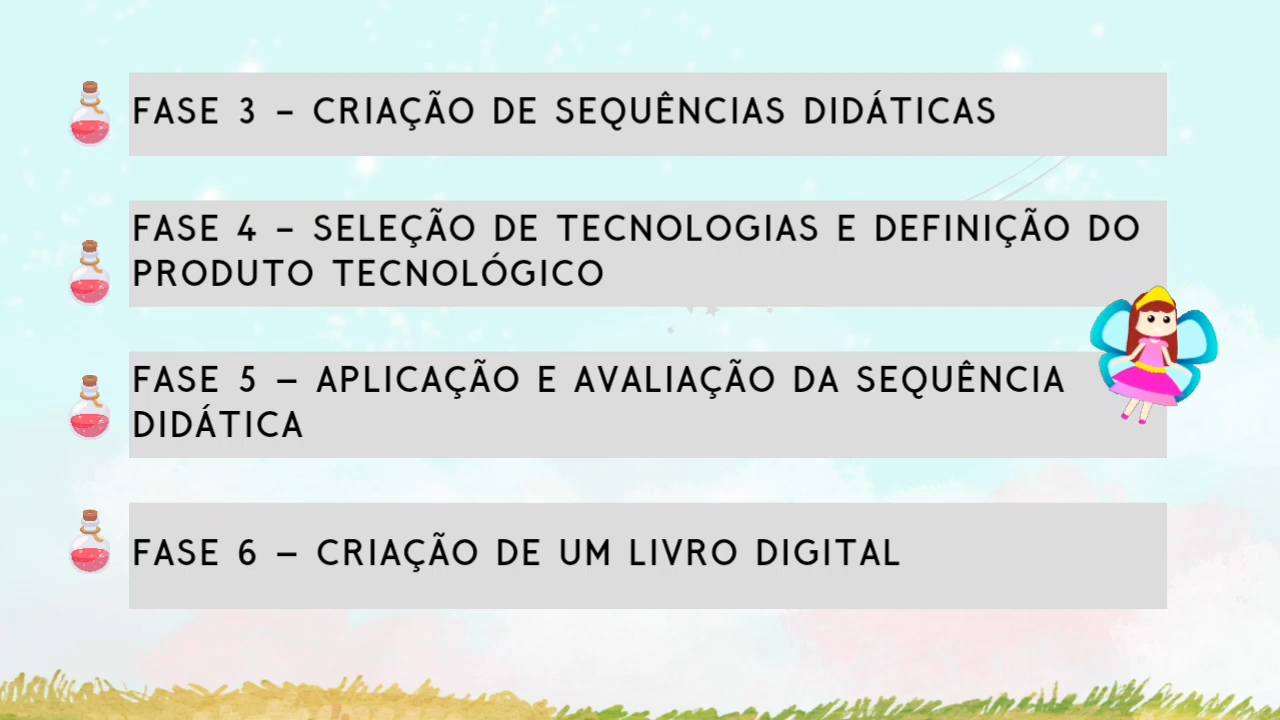 FASE 3 – CRIAÇÃO DE SEQUÊNCIAS DIDÁTICAS
FASE 4 – SELEÇÃO DE TECNOLOGIAS E DEFINIÇÃO DO
PRODUTO TECNOLÓGICO
FASE 5 – APLICAÇÃO E AVALIAÇÃO DA SEQUÊNCIA
DIDÁTICA
FASE 6 – CRIAÇÃO DE UM LIVRO DIGITAL